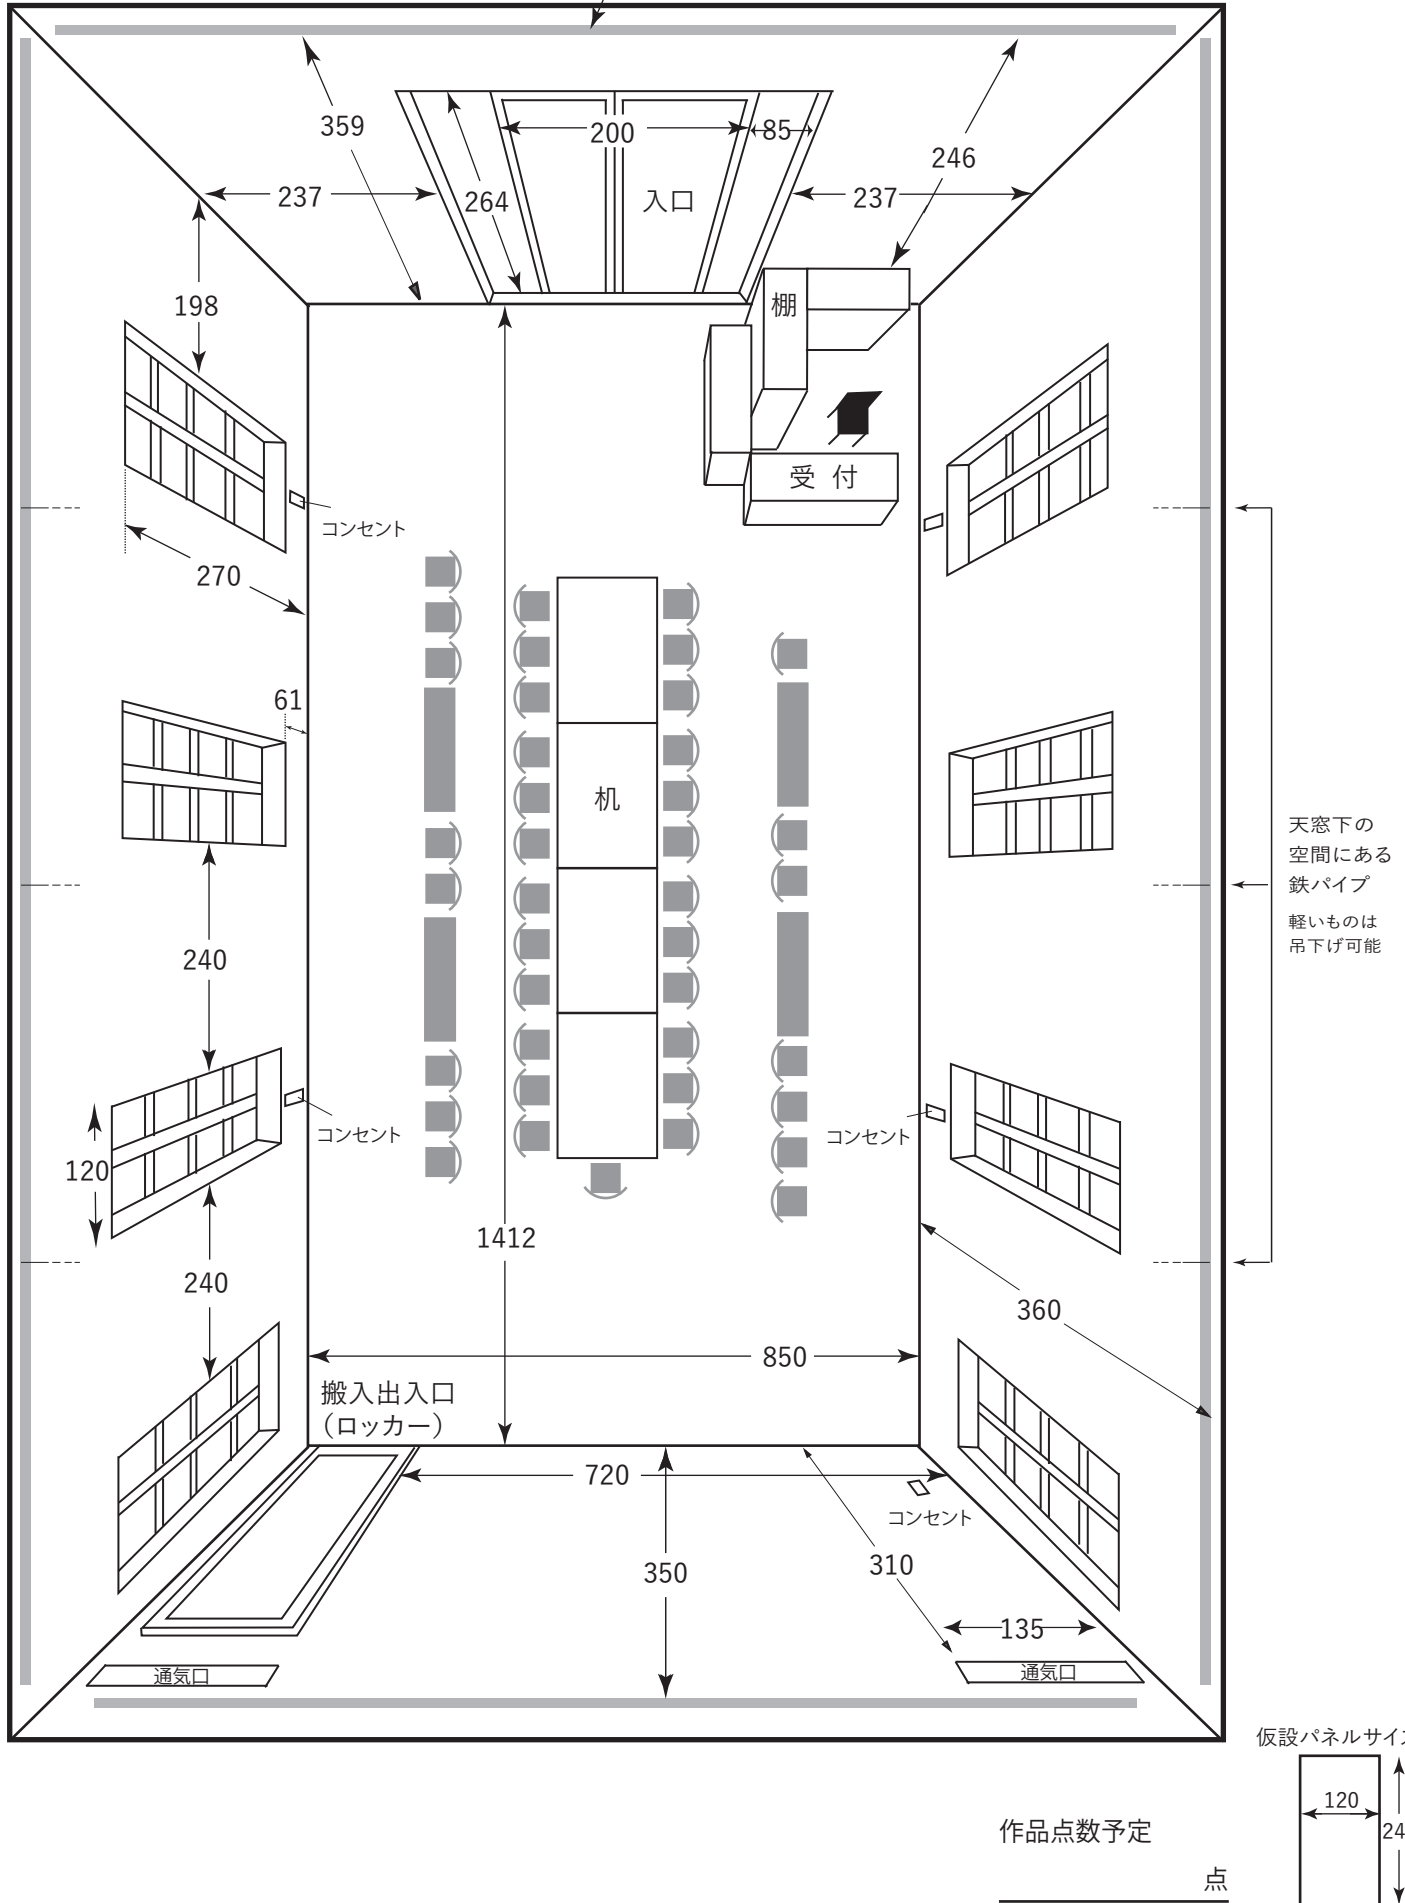 359
200
85
246
237
264
入口
237
198
棚
受付
コンセント
270
61
机
天窓下の
空間にある
鉄パイプ
軽いものは
吊下げ可能
240
コンセント
コンセント
120
1412
240
360
850
搬入出入口
（ロッカー）
720
コンセント
350
310
135
通気口
通気口
仮設パネルサイ
120
24
作品点数予定
点